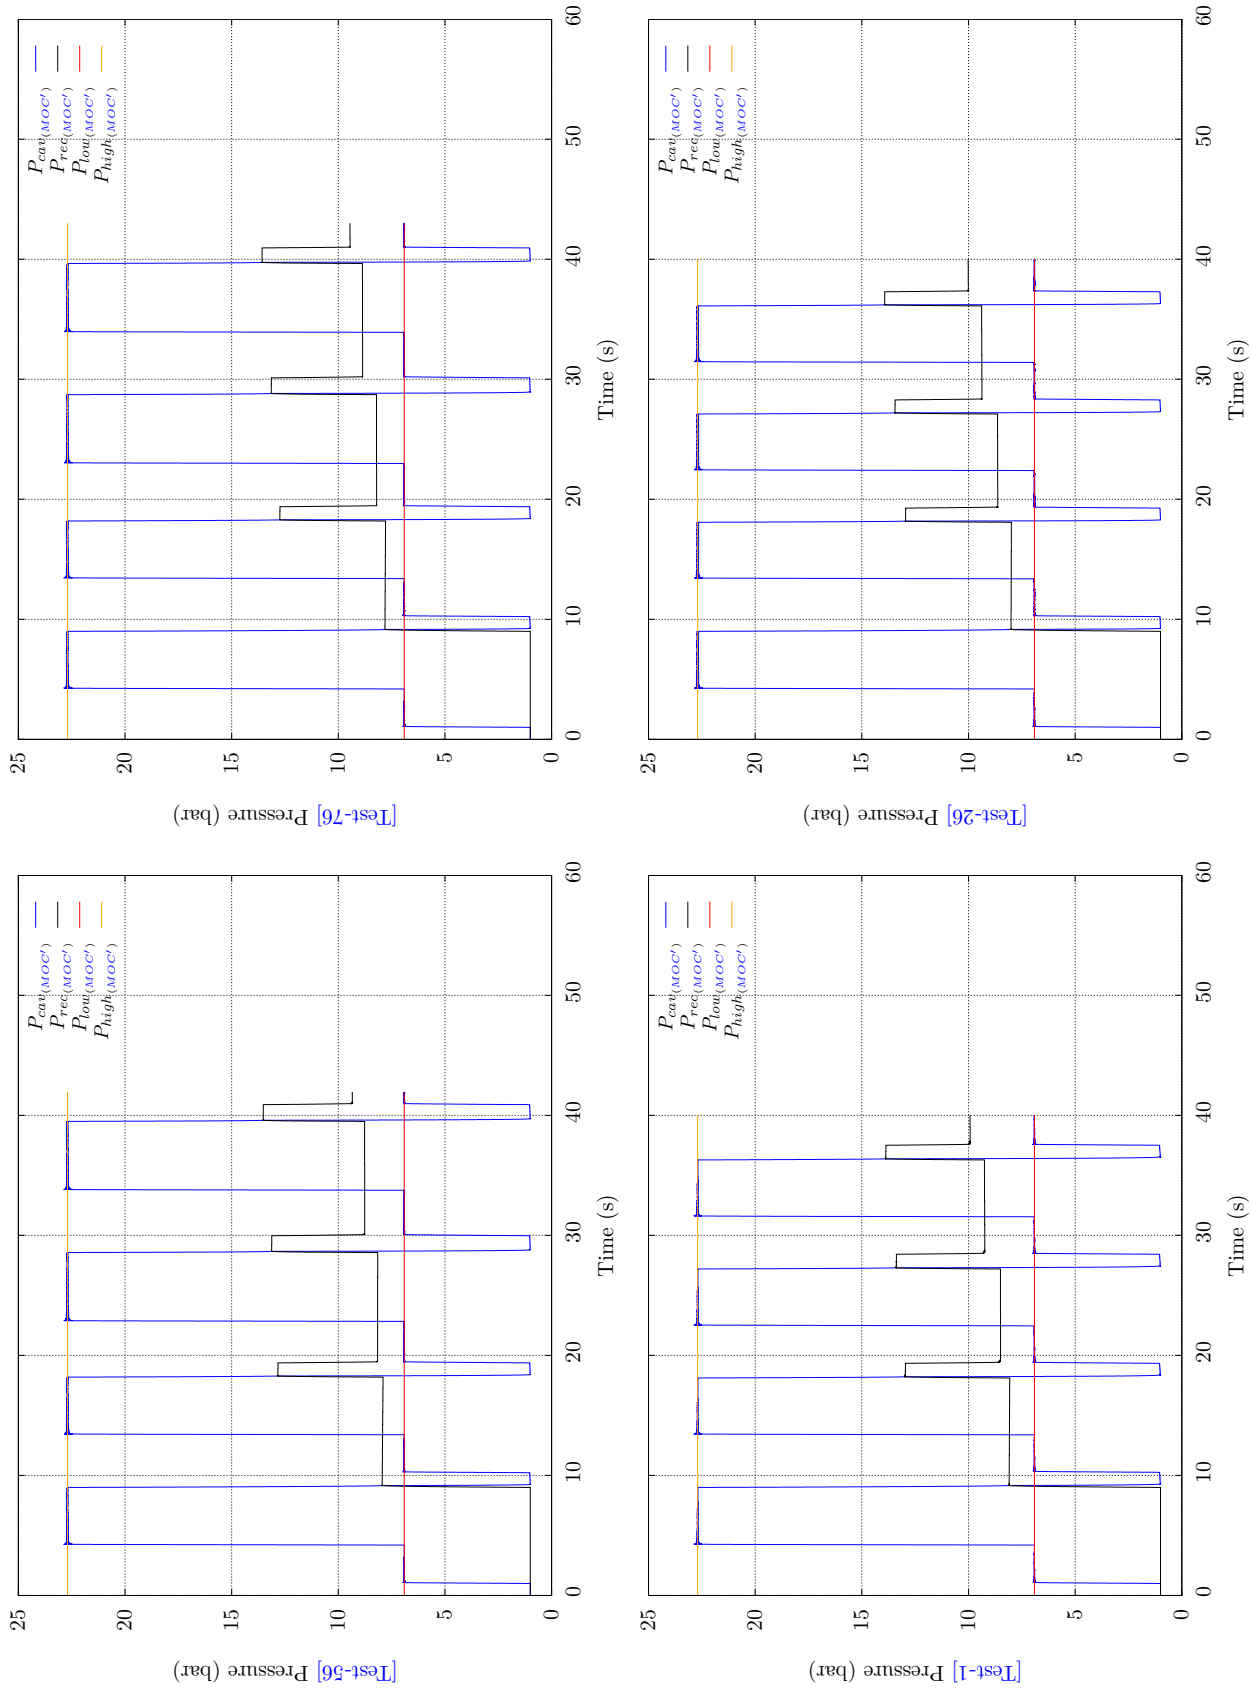 [Test-56] Pressure (bar)
25
20
15
10
5
0
0 10 20 30 40 50 60
Time (s)
P_cav(MOC′)
P_rec(MOC′)
P_low(MOC′)
P_high(MOC′)
[Test-76] Pressure (bar)
25
20
15
10
5
0
0 10 20 30 40 50 60
Time (s)
P_cav(MOC′)
P_rec(MOC′)
P_low(MOC′)
P_high(MOC′)
[Test-1] Pressure (bar)
25
20
15
10
5
0
0 10 20 30 40 50 60
Time (s)
P_cav(MOC′)
P_rec(MOC′)
P_low(MOC′)
P_high(MOC′)
[Test-26] Pressure (bar)
25
20
15
10
5
0
0 10 20 30 40 50 60
Time (s)
P_cav(MOC′)
P_rec(MOC′)
P_low(MOC′)
P_high(MOC′)